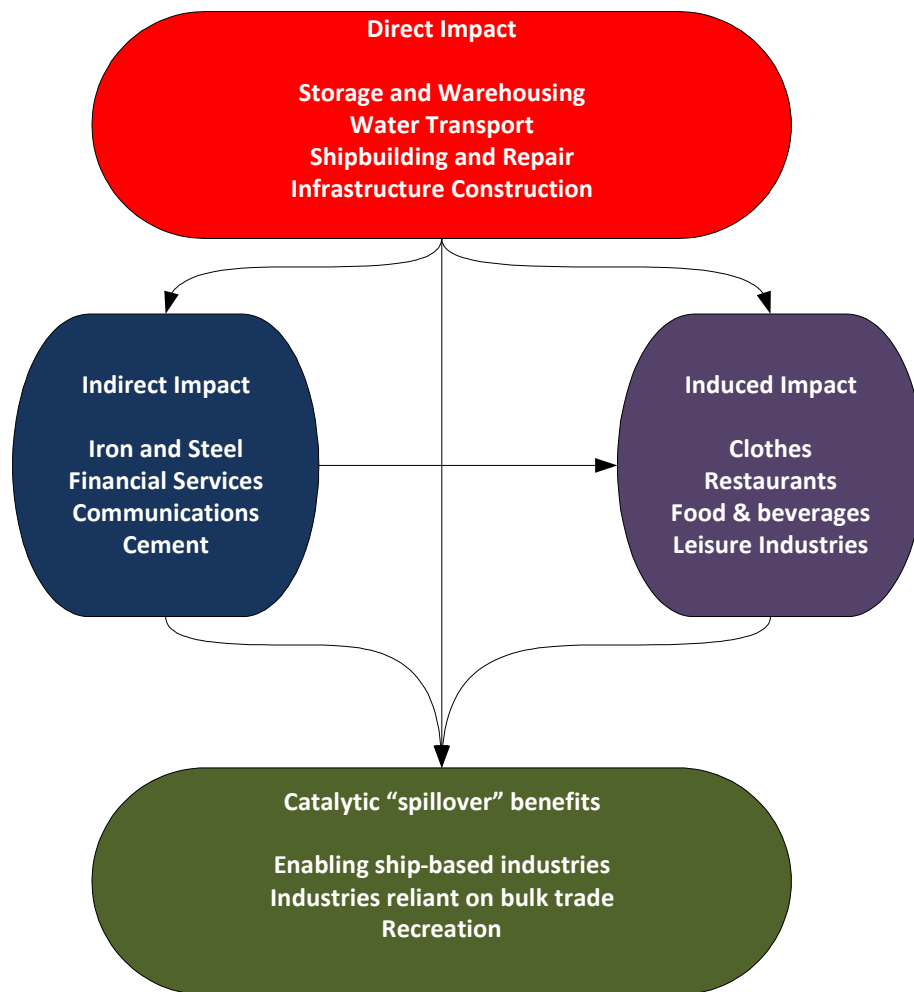 Direct Impact
Storage and Warehousing
Water Transport
Shipbuilding and Repair
Infrastructure Construction
Indirect Impact
Iron and Steel
Financial Services
Communications
Cement
Induced Impact
Clothes
Restaurants
Food & beverages
Leisure Industries
Catalytic “spillover” benefits
Enabling ship-based industries
Industries reliant on bulk trade
Recreation